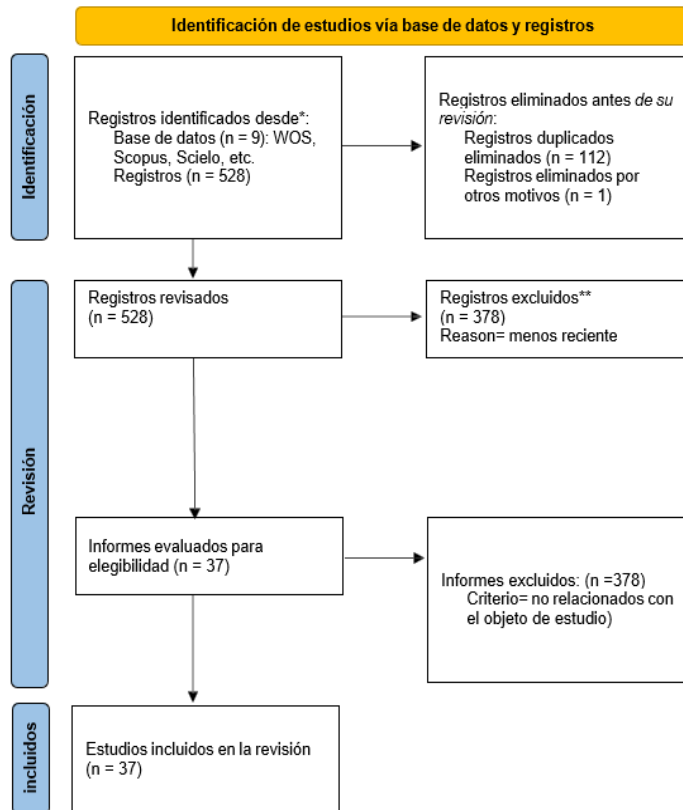 Identificación de estudios vía base de datos y registros
Identificación
Registros identificados desde*:
Base de datos (n = 9): WOS,
Scopus, Scielo, etc.
Registros (n = 528)
Registros eliminados antes de su
revisión:
Registros duplicados
eliminados (n = 112)
Registros eliminados por
otros motivos (n = 1)
Revisión
Registros revisados
(n = 528)
Registros excluidos**
(n = 378)
Reason= menos reciente
Informes evaluados para
elegibilidad (n = 37)
Informes excluidos: (n =378)
Criterio= no relacionados con
el objeto de estudio)
incluidos
Estudios incluidos en la revisión
(n = 37)